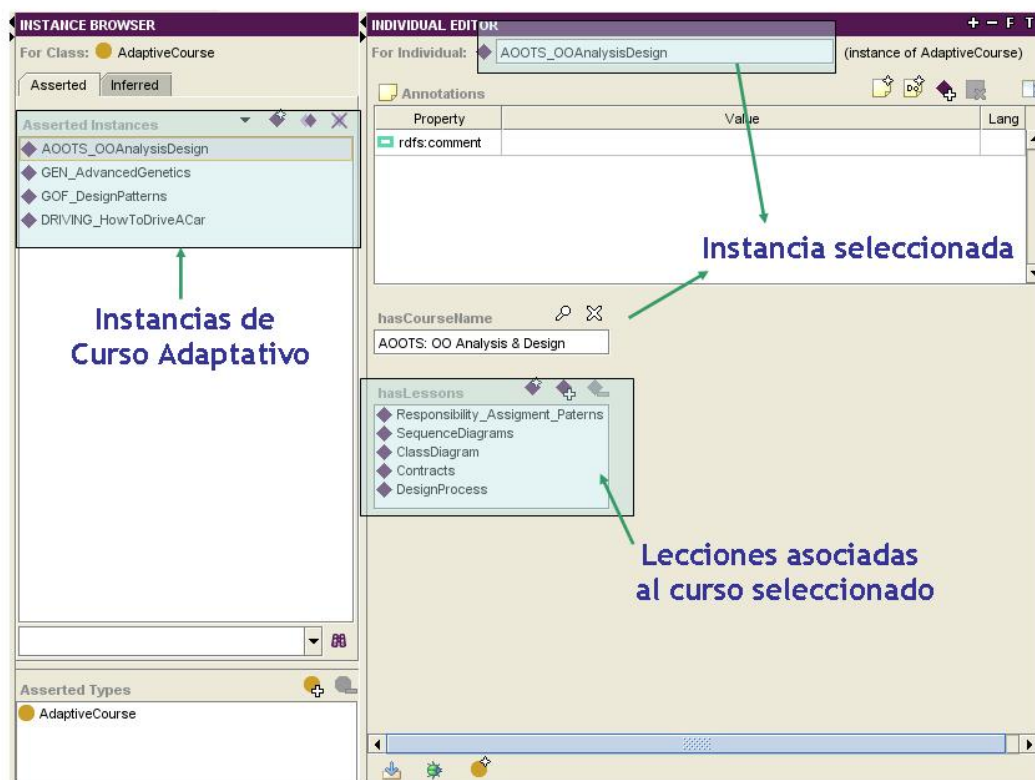 INSTANCE BROWSER
For Class: AdaptiveCourse
Asserted Inferred
Asserted Instances
AOOTS_OOAnalysisDesign
GEN_AdvancedGenetics
GOF_DesignPatterns
DRIVING_HowToDriveACar
Instancias de
Curso Adaptativo
Asserted Types
AdaptiveCourse
INDIVIDUAL EDITOR + − F T
For Individual: AOOTS_OOAnalysisDesign (instance of AdaptiveCourse)
Annotations
Property Value Lang
rdfs:comment
Instancia seleccionada
hasCourseName
AOOTS: OO Analysis & Design
hasLessons
Responsibility_Assigment_Paterns
SequenceDiagrams
ClassDiagram
Contracts
DesignProcess
Lecciones asociadas
al curso seleccionado